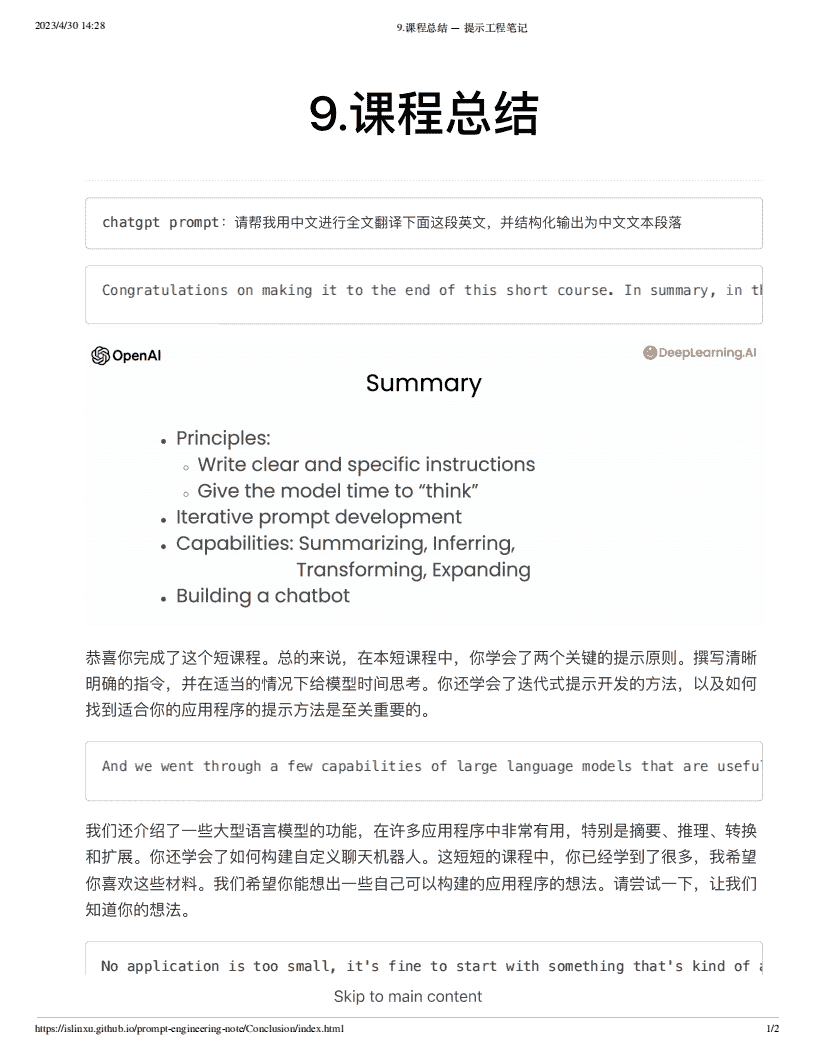 2023/4/30 14:28
9.课程总结 — 提示工程笔记
9.课程总结
chatgpt prompt: 请帮我用中文进行全文翻译下面这段英文，并结构化输出为中文文本段落
Congratulations on making it to the end of this short course. In summary, in th
OpenAI
DeepLearning.AI
Summary
• Principles:
◦ Write clear and specific instructions
◦ Give the model time to “think”
• Iterative prompt development
• Capabilities: Summarizing, Inferring,
Transforming, Expanding
• Building a chatbot
恭喜你完成了这个短课程。总的来说，在本短课程中，你学会了两个关键的提示原则。撰写清晰
明确的指令，并在适当的情况下给模型时间思考。你还学会了迭代式提示开发的方法，以及如何
找到适合你的应用程序的提示方法是至关重要的。
And we went through a few capabilities of large language models that are useful
我们还介绍了一些大型语言模型的功能，在许多应用程序中非常有用，特别是摘要、推理、转换
和扩展。你还学会了如何构建自定义聊天机器人。这短短的课程中，你已经学到了很多，我希望
你喜欢这些材料。我们希望你能想出一些自己可以构建的应用程序的想法。请尝试一下，让我们
知道你的想法。
No application is too small, it's fine to start with something that's kind of a
Skip to main content
https://islinxu.github.io/prompt-engineering-note/Conclusion/index.html
1/2